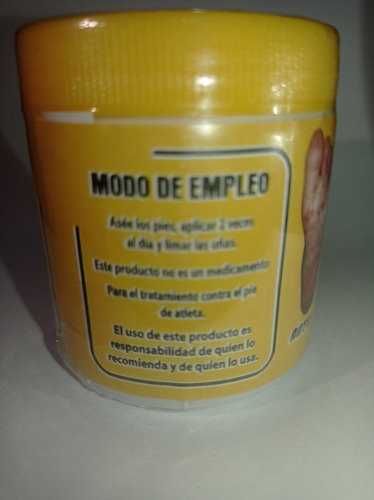 MODO DE EMPLEO
Aseé los pies, aplicar 2 veces
al día y limar las uñas.
Este producto no es un medicamento
Para el tratamiento contra el pie
de atleta.
El uso de este producto es
responsabilidad de quien lo
recomienda y de quien lo usa.